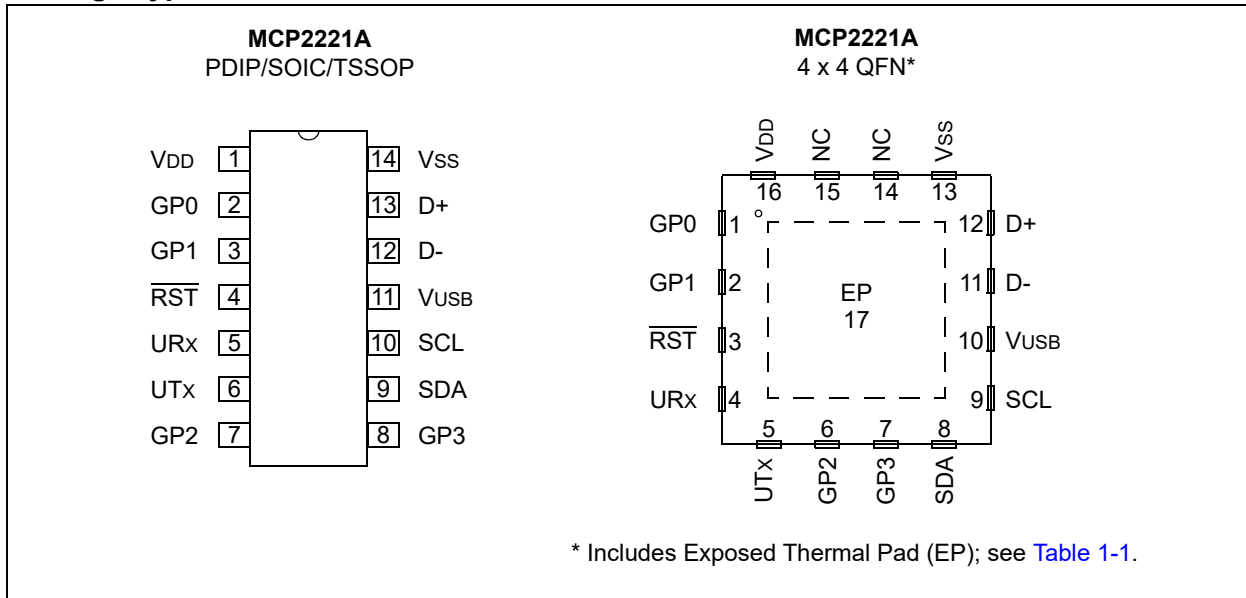 MCP2221A
PDIP/SOIC/TSSOP
VDD 1 14 VSS
GP0 2 13 D+
GP1 3 12 D-
RST 4 11 VUSB
URx 5 10 SCL
UTx 6 9 SDA
GP2 7 8 GP3
MCP2221A
4 x 4 QFN*
VDD NC NC VSS
16 15 14 13
GP0 1 12 D+
GP1 2 11 D-
EP
17
RST 3 10 VUSB
URx 4 9 SCL
5 6 7 8
UTx GP2 GP3 SDA
* Includes Exposed Thermal Pad (EP); see Table 1-1.